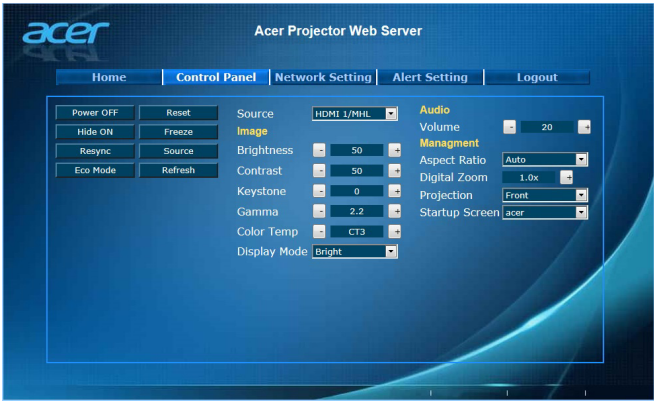 acer
Acer Projector Web Server
Home Control Panel Network Setting Alert Setting Logout
Power OFF Reset
Hide ON Freeze
Resync Source
Eco Mode Refresh
Source HDMI 1/MHL
Image
Brightness - 50 +
Contrast - 50 +
Keystone - 0 +
Gamma - 2.2 +
Color Temp - CT3 +
Display Mode Bright
Audio
Volume - 20 +
Managment
Aspect Ratio Auto
Digital Zoom 1.0x +
Projection Front
Startup Screen acer